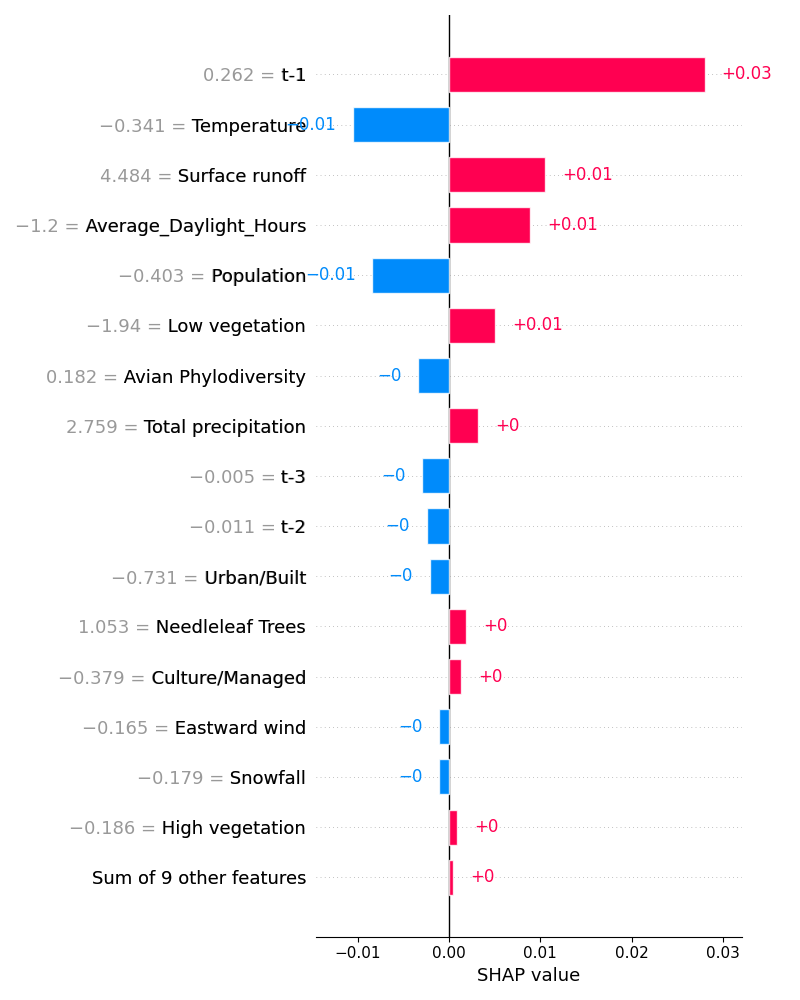 0.262 = t-1 +0.03
−0.341 = Temperature −0.01
4.484 = Surface runoff +0.01
−1.2 = Average_Daylight_Hours +0.01
−0.403 = Population −0.01
−1.94 = Low vegetation +0.01
0.182 = Avian Phylodiversity −0
2.759 = Total precipitation +0
−0.005 = t-3 −0
−0.011 = t-2 −0
−0.731 = Urban/Built −0
1.053 = Needleleaf Trees +0
−0.379 = Culture/Managed +0
−0.165 = Eastward wind −0
−0.179 = Snowfall −0
−0.186 = High vegetation +0
Sum of 9 other features +0
−0.01 0.00 0.01 0.02 0.03
SHAP value